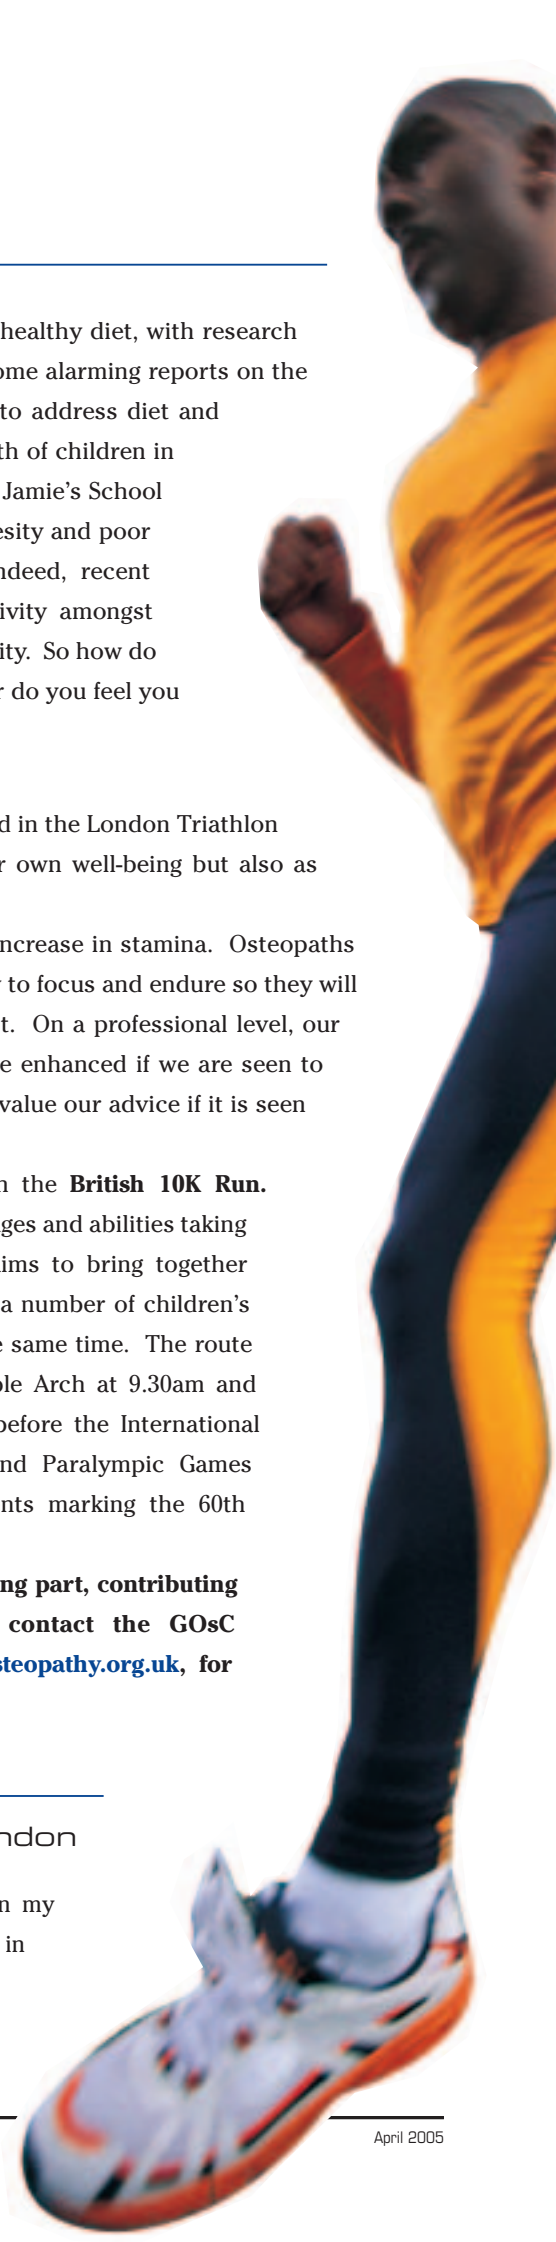 healthy diet, with research
ome alarming reports on the
to address diet and
th of children in
Jamie's School
esity and poor
ndeed, recent
ivity amongst
ity. So how do
r do you feel you
d in the London Triathlon
r own well-being but also as
ncrease in stamina. Osteopaths
to focus and endure so they will
t. On a professional level, our
e enhanced if we are seen to
value our advice if it is seen
n the British 10K Run.
ges and abilities taking
ims to bring together
a number of children's
e same time. The route
ble Arch at 9.30am and
before the International
nd Paralympic Games
nts marking the 60th
ng part, contributing
contact the GOsC
steopathy.org.uk, for
ndon
n my
in
April 2005